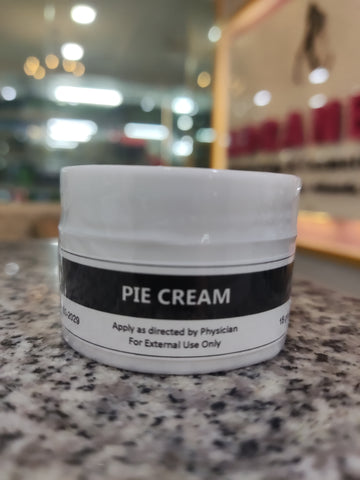 PIE CREAM
Apply as directed by Physician
For External Use Only